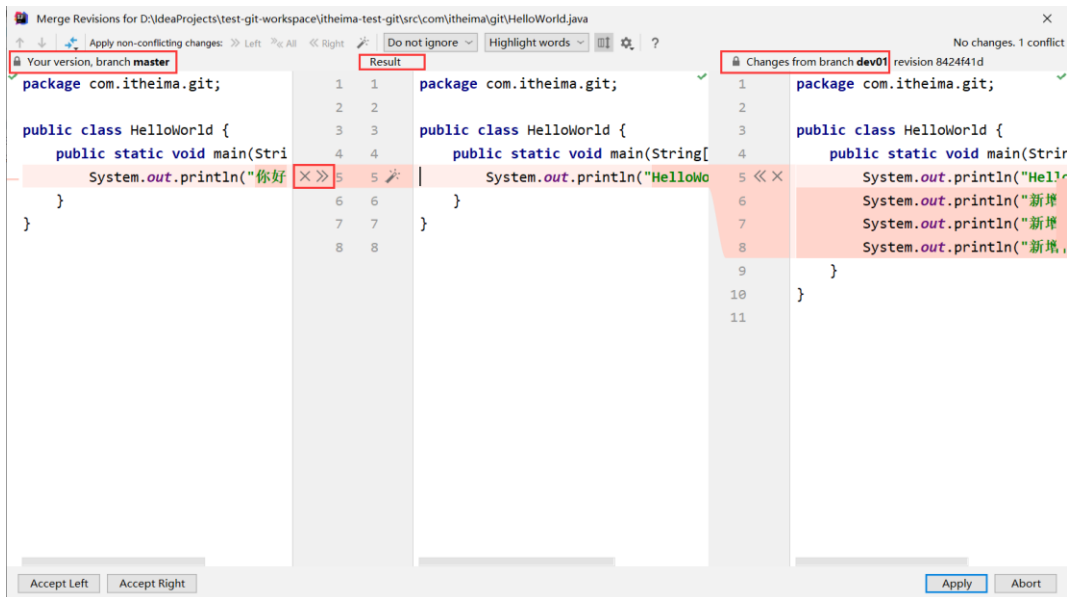 Merge Revisions for D:\IdeaProjects\test-git-workspace\itheima-test-git\src\com\itheima\git\HelloWorld.java
Apply non-conflicting changes: Left All Right Do not ignore Highlight words ? No changes. 1 conflict
Your version, branch master
package com.itheima.git;
public class HelloWorld {
public static void main(Stri
System.out.println("你好
}
}
1 1
2 2
3 3
4 4
5 5
6 6
7 7
8 8
Result
package com.itheima.git;
public class HelloWorld {
public static void main(String[
System.out.println("HelloWo
}
}
Changes from branch dev01, revision 8424f41d
1 package com.itheima.git;
2
3 public class HelloWorld {
4 public static void main(Strin
5 System.out.println("Hell
6 System.out.println("新增
7 System.out.println("新增
8 System.out.println("新增,
9 }
10 }
11
Accept Left Accept Right Apply Abort